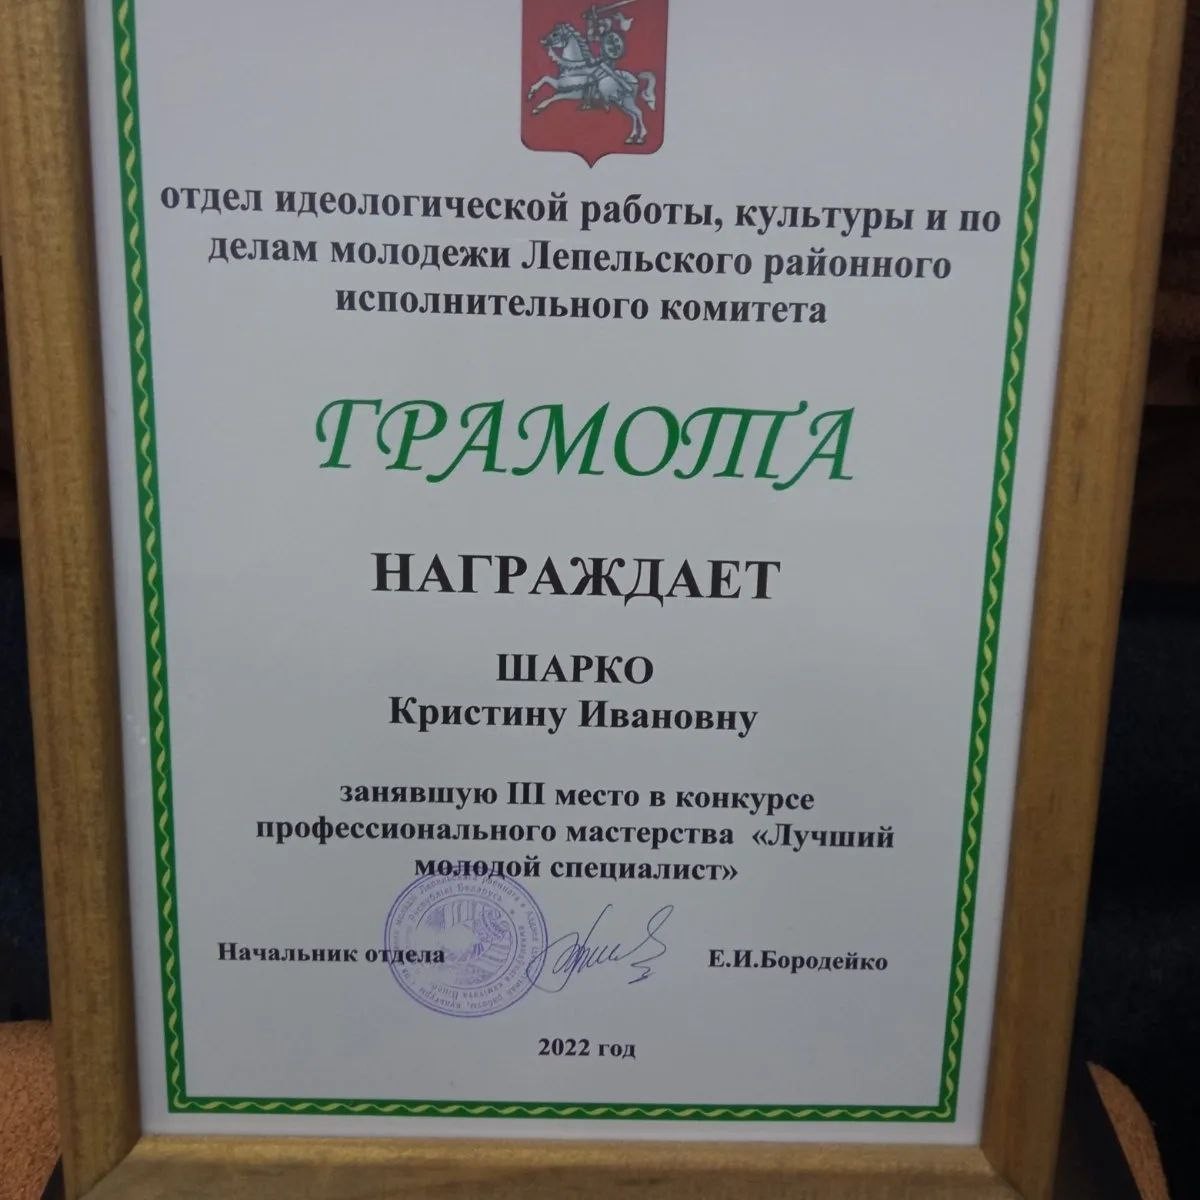 отдел идеологической работы, культуры и по
делам молодежи Лепельского районного
исполнительного комитета
ГРАМОТА
НАГРАЖДАЕТ
ШАРКО
Кристину Ивановну
занявшую III место в конкурсе
профессионального мастерства «Лучший
молодой специалист»
Начальник отдела Е.И.Бородейко
2022 год